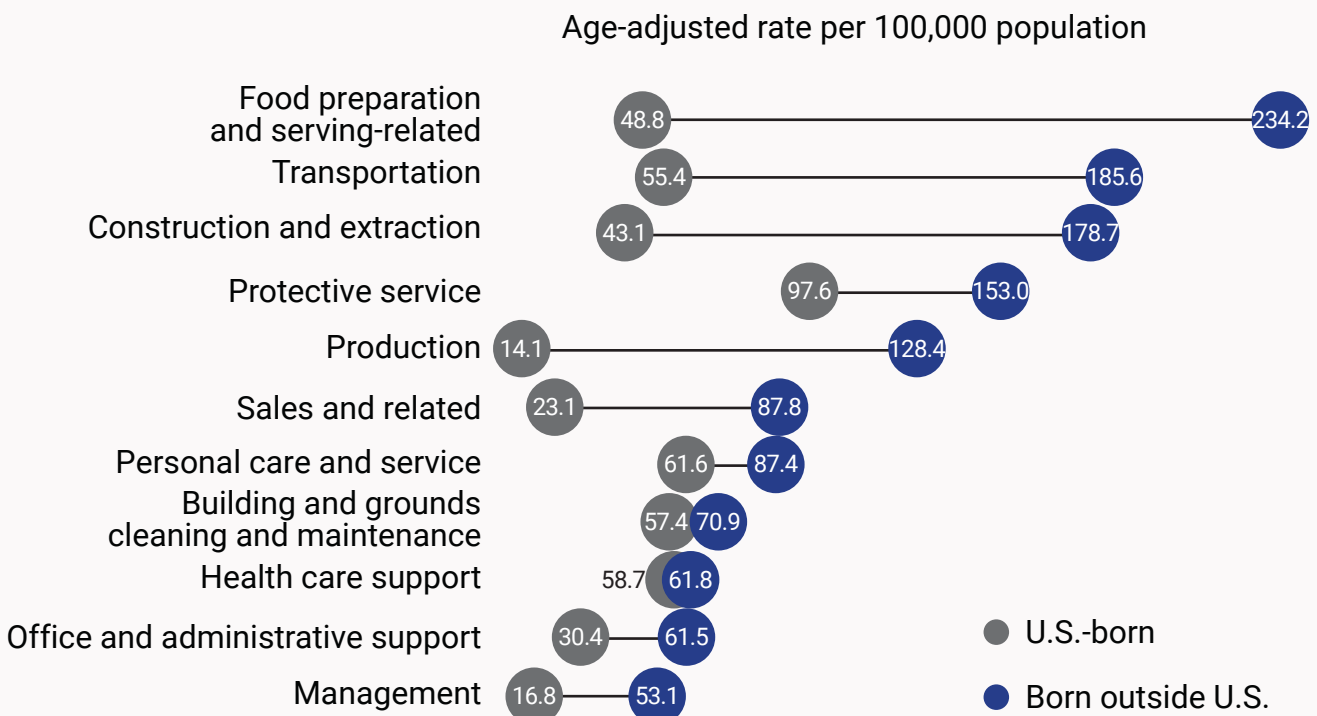 Age-adjusted rate per 100,000 population
Food preparation
and serving-related
48.8
234.2
Transportation
55.4
185.6
Construction and extraction
43.1
178.7
Protective service
97.6
153.0
Production
14.1
128.4
Sales and related
23.1
87.8
Personal care and service
61.6
87.4
Building and grounds
cleaning and maintenance
57.4
70.9
Health care support
58.7
61.8
Office and administrative support
30.4
61.5
Management
16.8
53.1
U.S.-born
Born outside U.S.